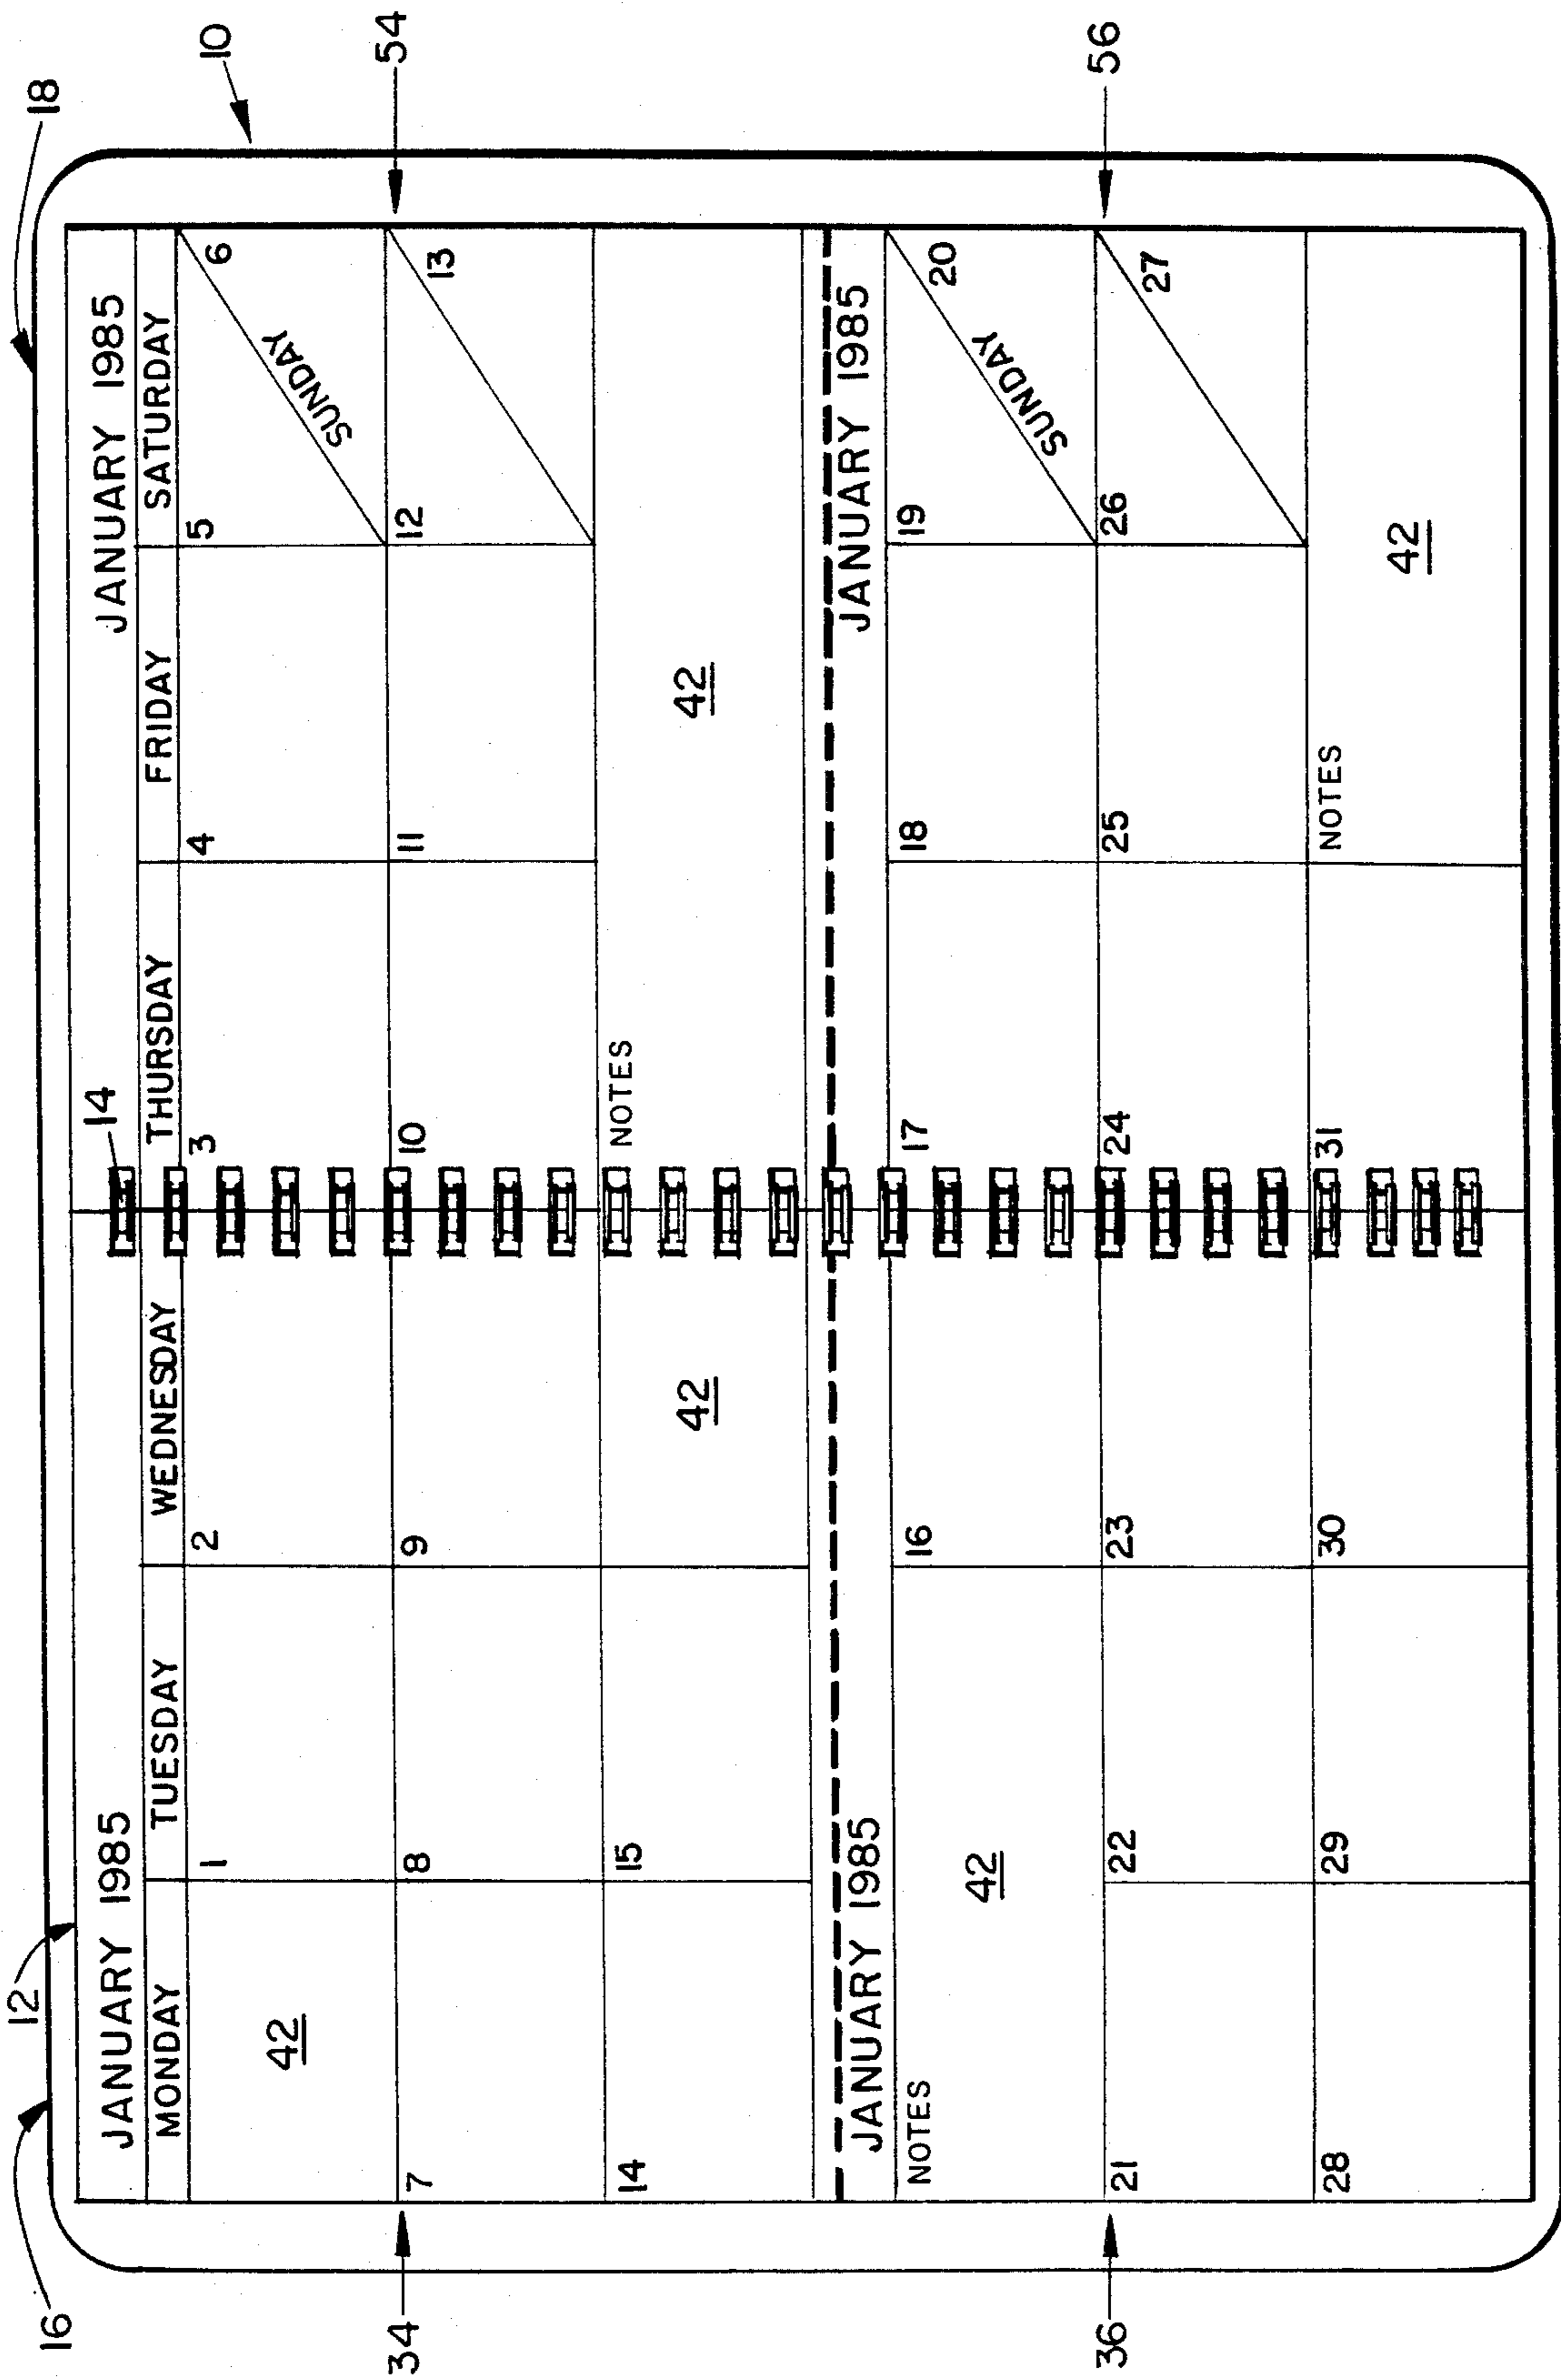 18
10
16
12
14
JANUARY 1985 JANUARY 1985
MONDAY TUESDAY WEDNESDAY THURSDAY FRIDAY SATURDAY
1 2 3 4 5 6
SUNDAY
42
34 54
7 8 9 10 11 12 13
14 15 NOTES
42 42
JANUARY 1985 JANUARY 1985
NOTES 16 17 18 19 20
SUNDAY
42
36 56
21 22 23 24 25 26 27
28 29 30 31 NOTES
42